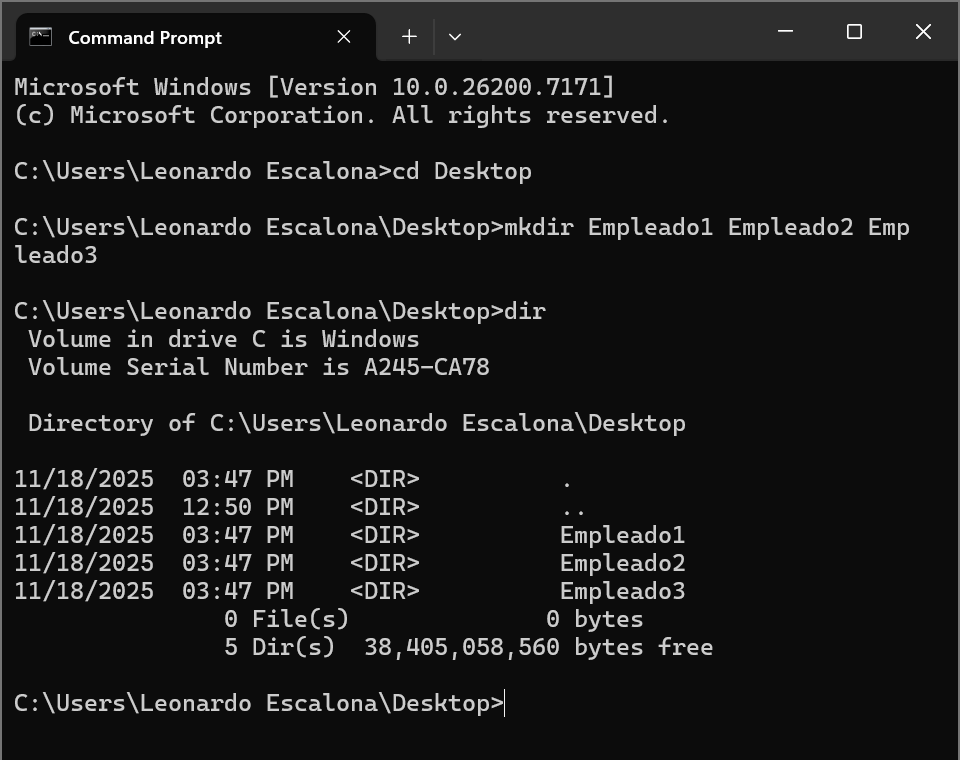 Command Prompt
Microsoft Windows [Version 10.0.26200.7171]
(c) Microsoft Corporation. All rights reserved.
C:\Users\Leonardo Escalona>cd Desktop
C:\Users\Leonardo Escalona\Desktop>mkdir Empleado1 Empleado2 Emp
leado3
C:\Users\Leonardo Escalona\Desktop>dir
 Volume in drive C is Windows
 Volume Serial Number is A245-CA78
 Directory of C:\Users\Leonardo Escalona\Desktop
11/18/2025  03:47 PM    <DIR>          .
11/18/2025  12:50 PM    <DIR>          ..
11/18/2025  03:47 PM    <DIR>          Empleado1
11/18/2025  03:47 PM    <DIR>          Empleado2
11/18/2025  03:47 PM    <DIR>          Empleado3
               0 File(s)              0 bytes
               5 Dir(s)  38,405,058,560 bytes free
C:\Users\Leonardo Escalona\Desktop>